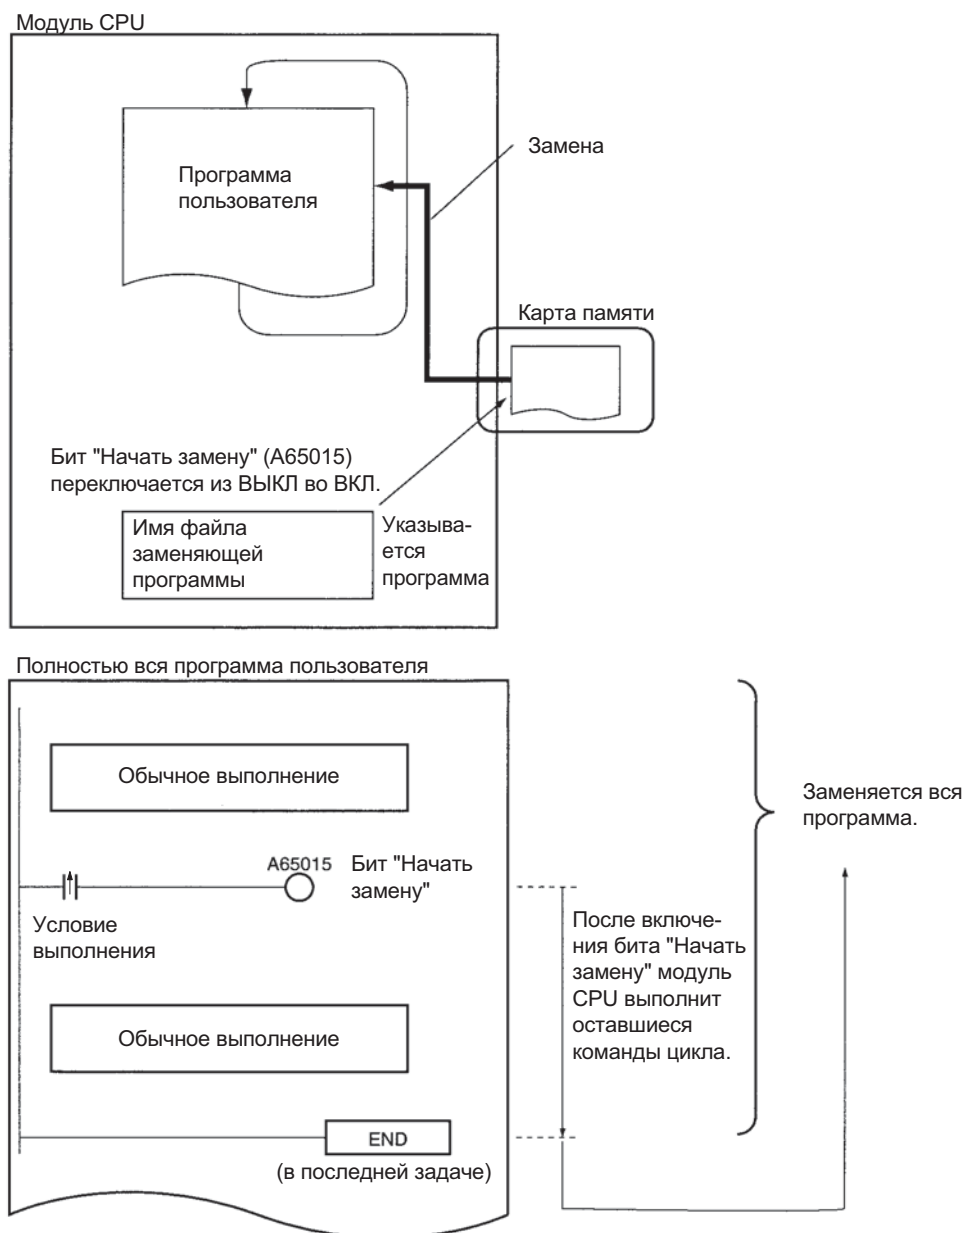 Модуль CPU
Замена
Программа
пользователя
Карта памяти
Бит "Начать замену" (A65015)
переключается из ВЫКЛ во ВКЛ.
Имя файла
заменяющей
программы
Указыва-
ется
программа
Полностью вся программа пользователя
Обычное выполнение
Заменяется вся
программа.
A65015
Бит "Начать
замену"
Условие
выполнения
После включе-
ния бита "Начать
замену" модуль
CPU выполнит
оставшиеся
команды цикла.
Обычное выполнение
END
(в последней задаче)